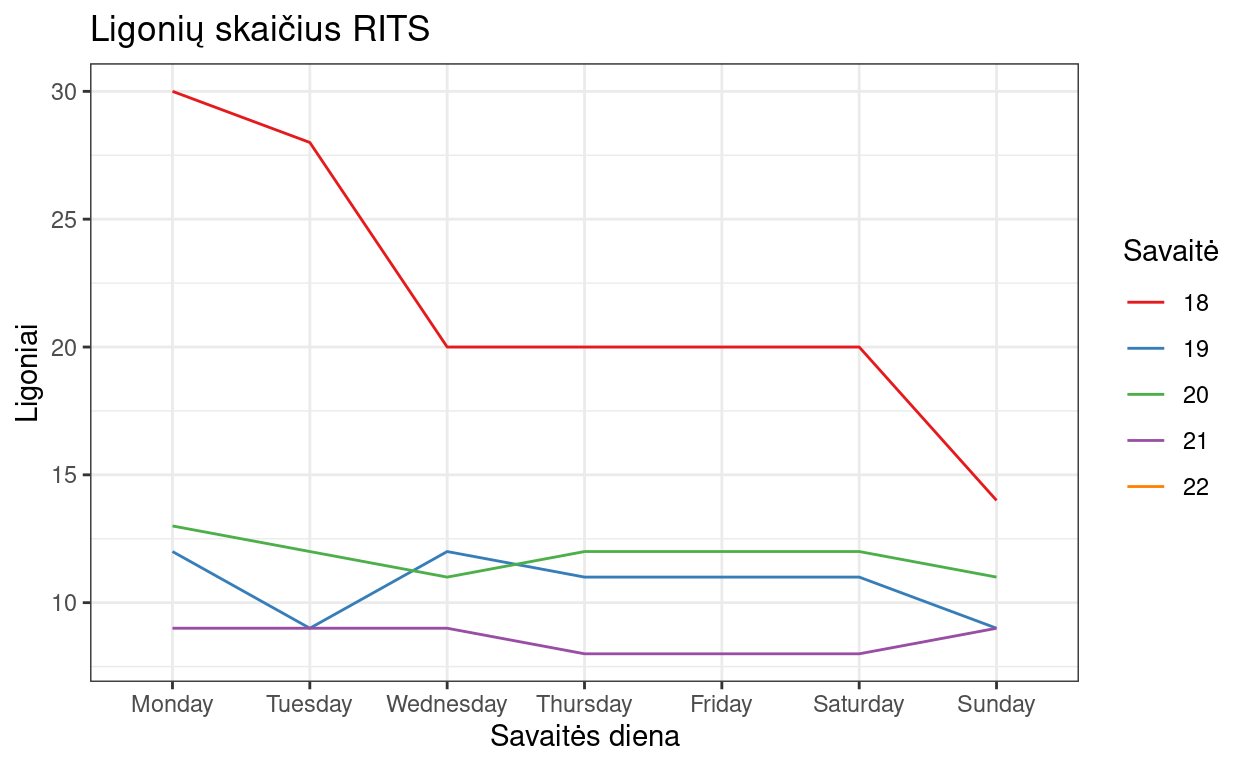 Ligonių skaičius RITS
30
25
20
15
10
Ligoniai
Monday Tuesday Wednesday Thursday Friday Saturday Sunday
Savaitės diena
Savaitė
18
19
20
21
22